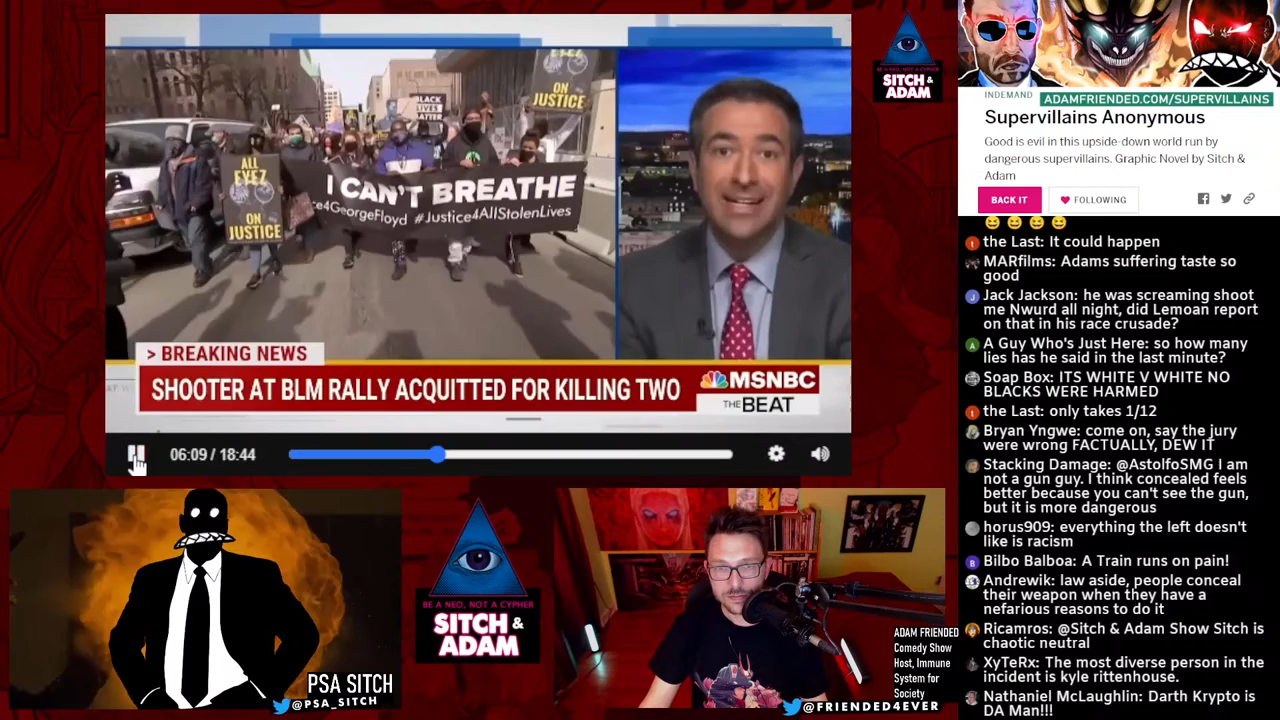 BLACK
LIVES
MATTER
ON
JUSTICE
ALL
EYEZ
ON
JUSTICE
I CAN'T BREATHE
ce4GeorgeFloyd #Justice4AllStolenLives
> BREAKING NEWS
SHOOTER AT BLM RALLY ACQUITTED FOR KILLING TWO
MSNBC
THE BEAT
06:09 / 18:44
BE A NEO, NOT A CYPHER
SITCH &
ADAM
INDEMAND
ADAMFRIENDED.COM/SUPERVILLAINS
Supervillains Anonymous
Good is evil in this upside-down world run by
dangerous supervillains. Graphic Novel by Sitch &
Adam
BACK IT
FOLLOWING
the Last: It could happen
MARfilms: Adams suffering taste so
good
Jack Jackson: he was screaming shoot
me Nwurd all night, did Lemoan report
on that in his race crusade?
A Guy Who's Just Here: so how many
lies has he said in the last minute?
Soap Box: ITS WHITE V WHITE NO
BLACKS WERE HARMED
the Last: only takes 1/12
Bryan Yngwe: come on, say the jury
were wrong FACTUALLY, DEW IT
Stacking Damage: @AstolfoSMG I am
not a gun guy. I think concealed feels
better because you can't see the gun,
but it is more dangerous
horus909: everything the left doesn't
like is racism
Bilbo Balboa: A Train runs on pain!
Andrewik: law aside, people conceal
their weapon when they have a
nefarious reasons to do it
Ricamros: @Sitch & Adam Show Sitch is
chaotic neutral
XyTeRx: The most diverse person in the
incident is kyle rittenhouse.
Nathaniel McLaughlin: Darth Krypto is
DA Man!!!
PSA SITCH
@PSA_SITCH
BE A NEO, NOT A CYPHER
SITCH &
ADAM
ADAM FRIENDED
Comedy Show
Host, Immune
System for
Society
@FRIENDED4EVER